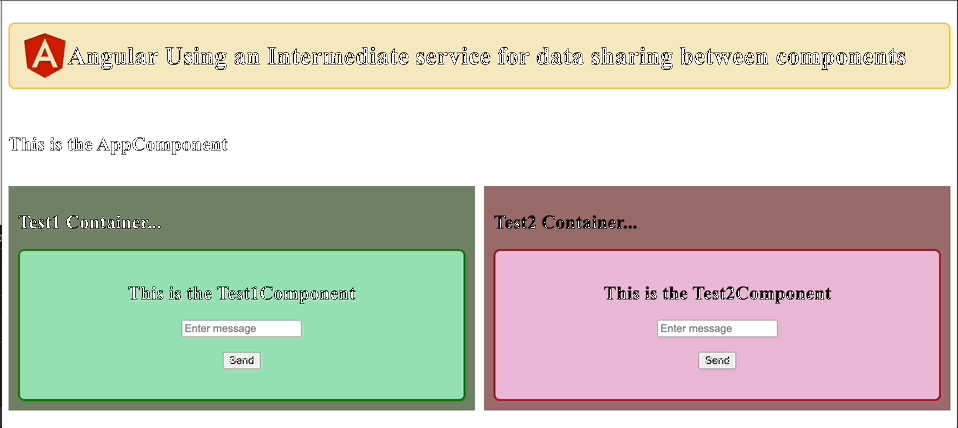 Angular Using an Intermediate service for data sharing between components
This is the AppComponent
Test1 Container...
Test2 Container...
This is the Test1Component
This is the Test2Component
Enter message
Enter message
Send
Send